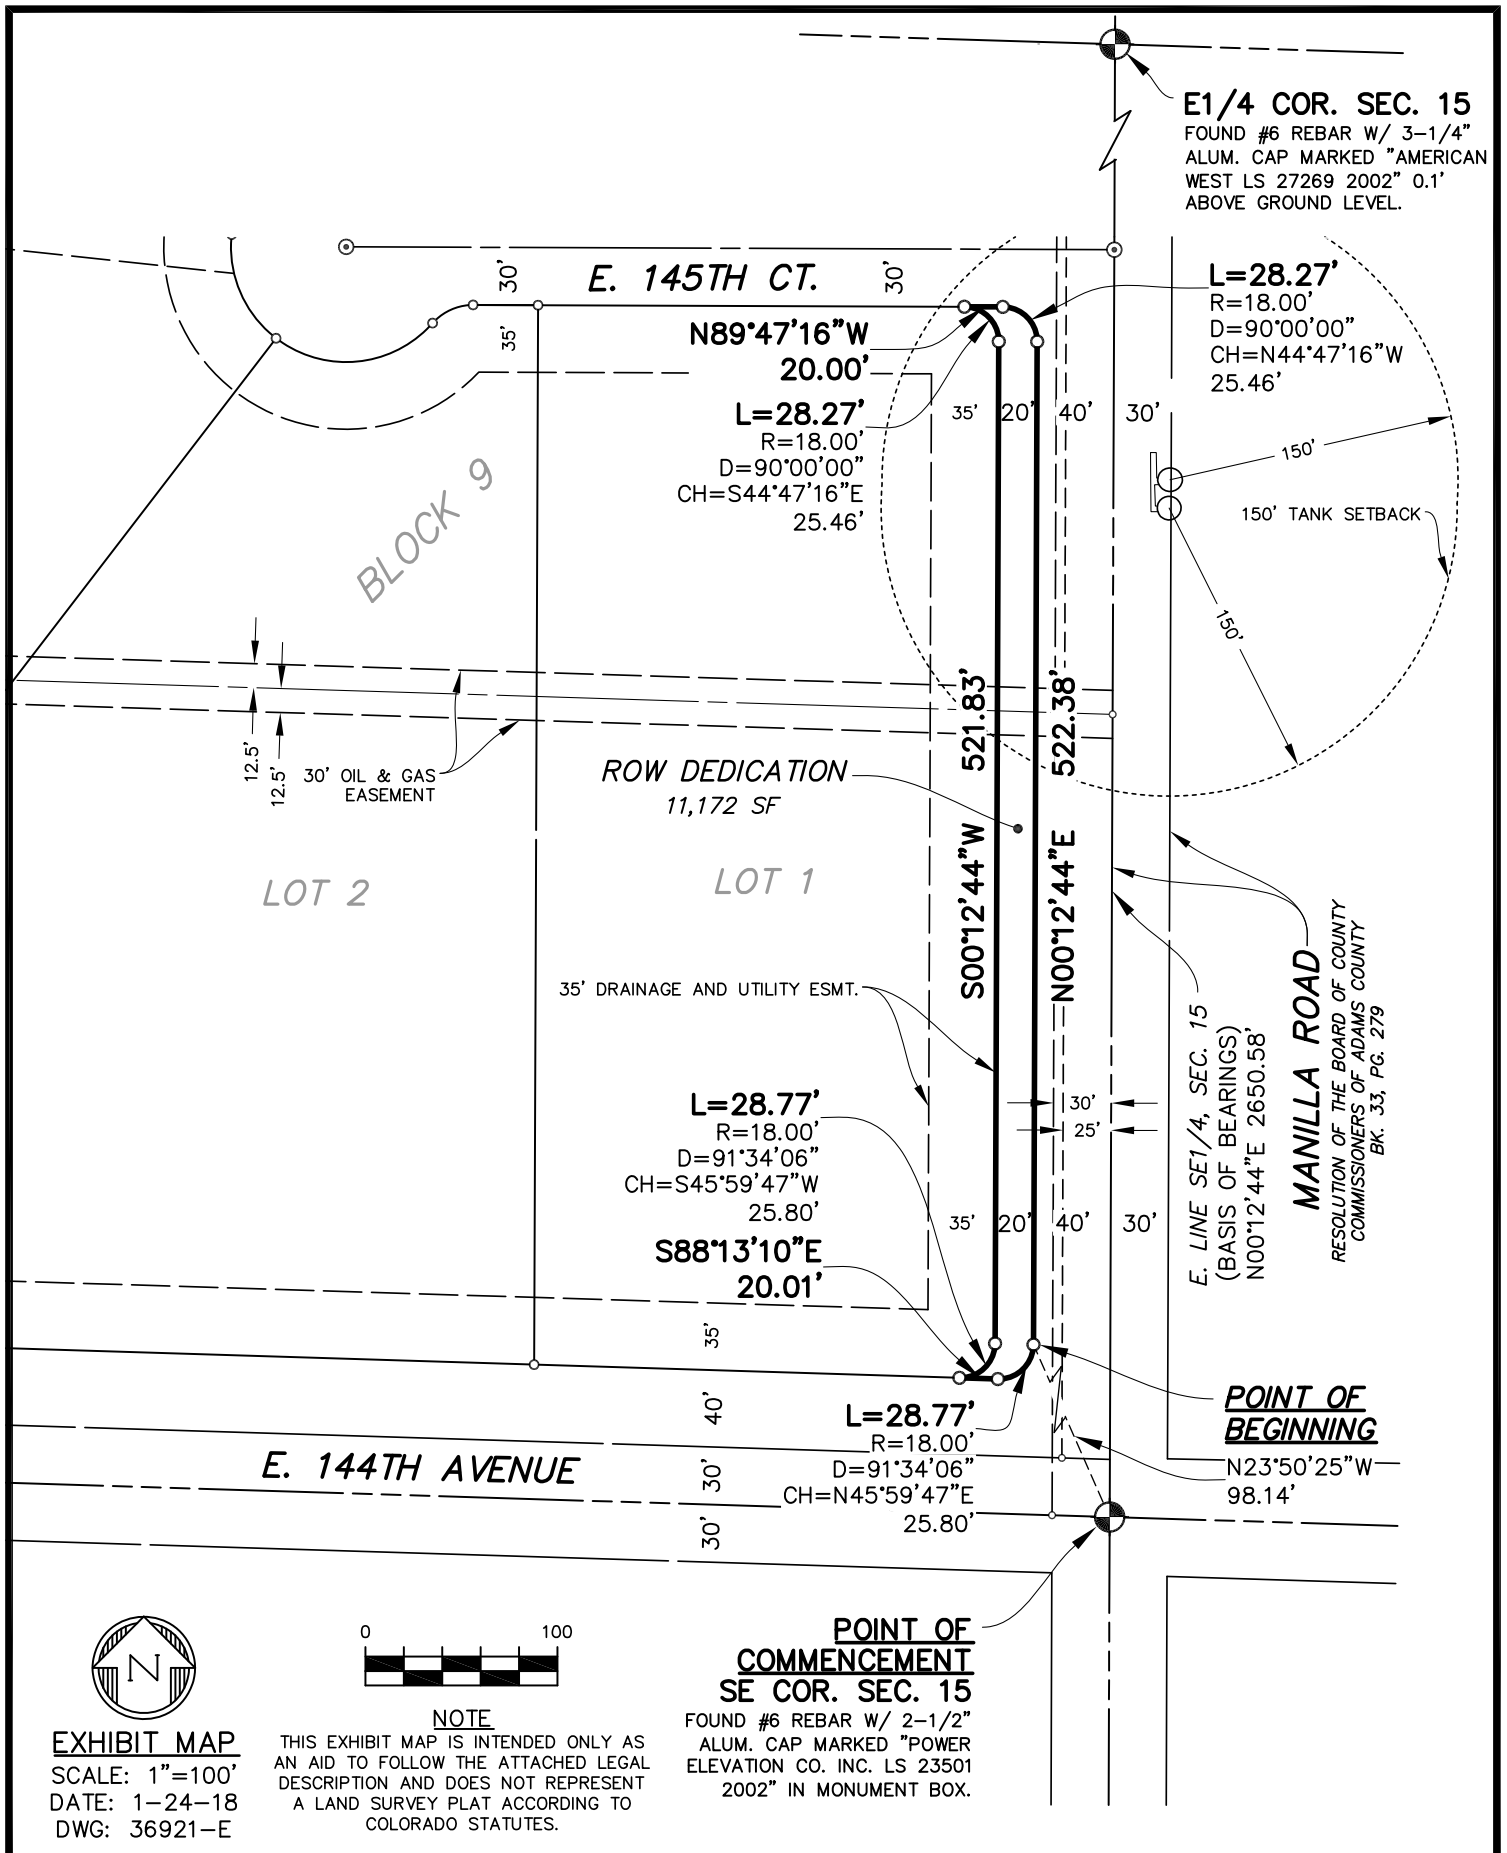 E1/4 COR. SEC. 15
FOUND #6 REBAR W/ 3-1/4"
ALUM. CAP MARKED "AMERICAN
WEST LS 27269 2002" 0.1'
ABOVE GROUND LEVEL.
E. 145TH CT.
30'
30'
35'
L=28.27'
R=18.00'
D=90°00'00"
CH=N44°47'16"W
25.46'
N89°47'16"W
20.00'
L=28.27'
R=18.00'
D=90°00'00"
CH=S44°47'16"E
25.46'
35'
20'
40'
30'
150'
150' TANK SETBACK
150'
BLOCK 9
12.5'
12.5'
30' OIL & GAS
EASEMENT
ROW DEDICATION
11,172 SF
LOT 2
LOT 1
S00°12'44"W 521.83'
N00°12'44"E 522.38'
35' DRAINAGE AND UTILITY ESMT.
E. LINE SE1/4, SEC. 15
(BASIS OF BEARINGS)
N00°12'44"E 2650.58'
MANILLA ROAD
RESOLUTION OF THE BOARD OF COUNTY
COMMISSIONERS OF ADAMS COUNTY
BK. 33, PG. 279
30'
25'
L=28.77'
R=18.00'
D=91°34'06"
CH=S45°59'47"W
25.80'
S88°13'10"E
20.01'
35'
20'
40'
30'
35'
40'
30'
30'
E. 144TH AVENUE
L=28.77'
R=18.00'
D=91°34'06"
CH=N45°59'47"E
25.80'
POINT OF
BEGINNING
N23°50'25"W
98.14'
POINT OF
COMMENCEMENT
SE COR. SEC. 15
FOUND #6 REBAR W/ 2-1/2"
ALUM. CAP MARKED "POWER
ELEVATION CO. INC. LS 23501
2002" IN MONUMENT BOX.
N
EXHIBIT MAP
SCALE: 1"=100'
DATE: 1-24-18
DWG: 36921-E
0 100
NOTE
THIS EXHIBIT MAP IS INTENDED ONLY AS
AN AID TO FOLLOW THE ATTACHED LEGAL
DESCRIPTION AND DOES NOT REPRESENT
A LAND SURVEY PLAT ACCORDING TO
COLORADO STATUTES.